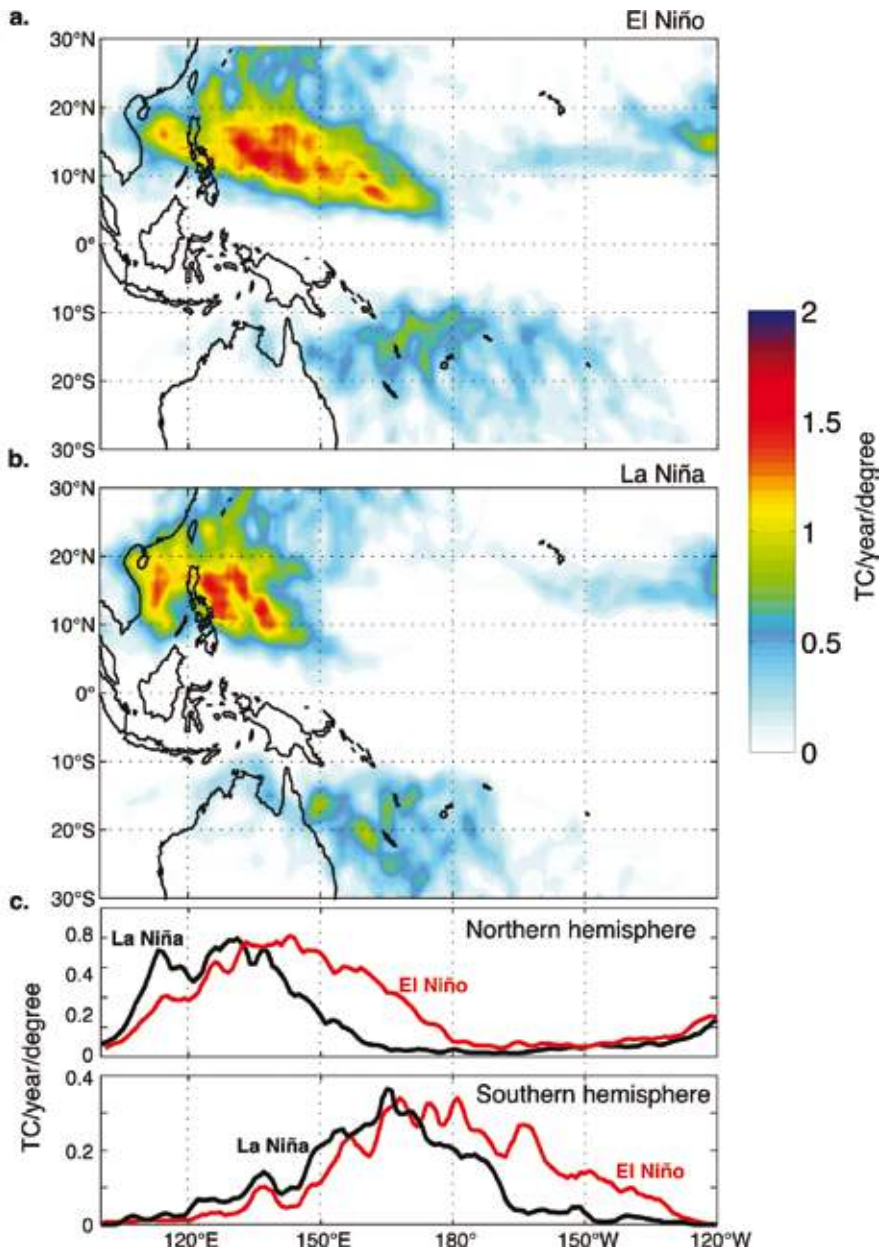 a.
El Niño
30°N
20°N
10°N
0°
10°S
20°S
30°S
b.
La Niña
30°N
20°N
10°N
0°
10°S
20°S
30°S
2
1.5
1
0.5
0
TC/year/degree
c.
Northern hemisphere
La Niña
El Niño
0.8
0.4
0.2
0
TC/year/degree
Southern hemisphere
La Niña
El Niño
0.4
0.2
0
120°E 150°E 180° 150°W 120°W